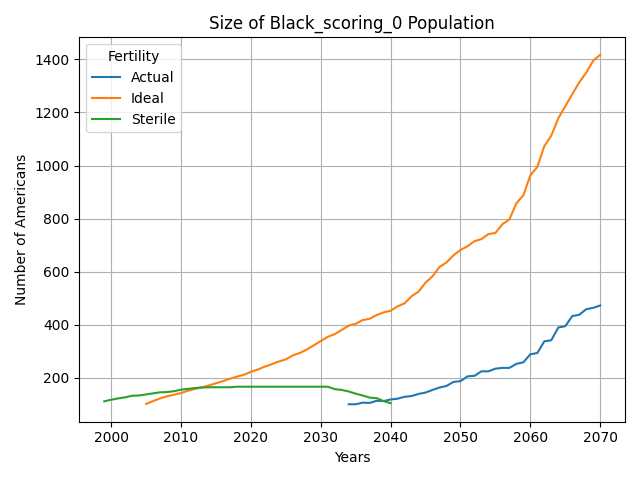 Size of Black_scoring_0 Population
Fertility
Actual
Ideal
Sterile
Number of Americans
1400
1200
1000
800
600
400
200
2000 2010 2020 2030 2040 2050 2060 2070
Years